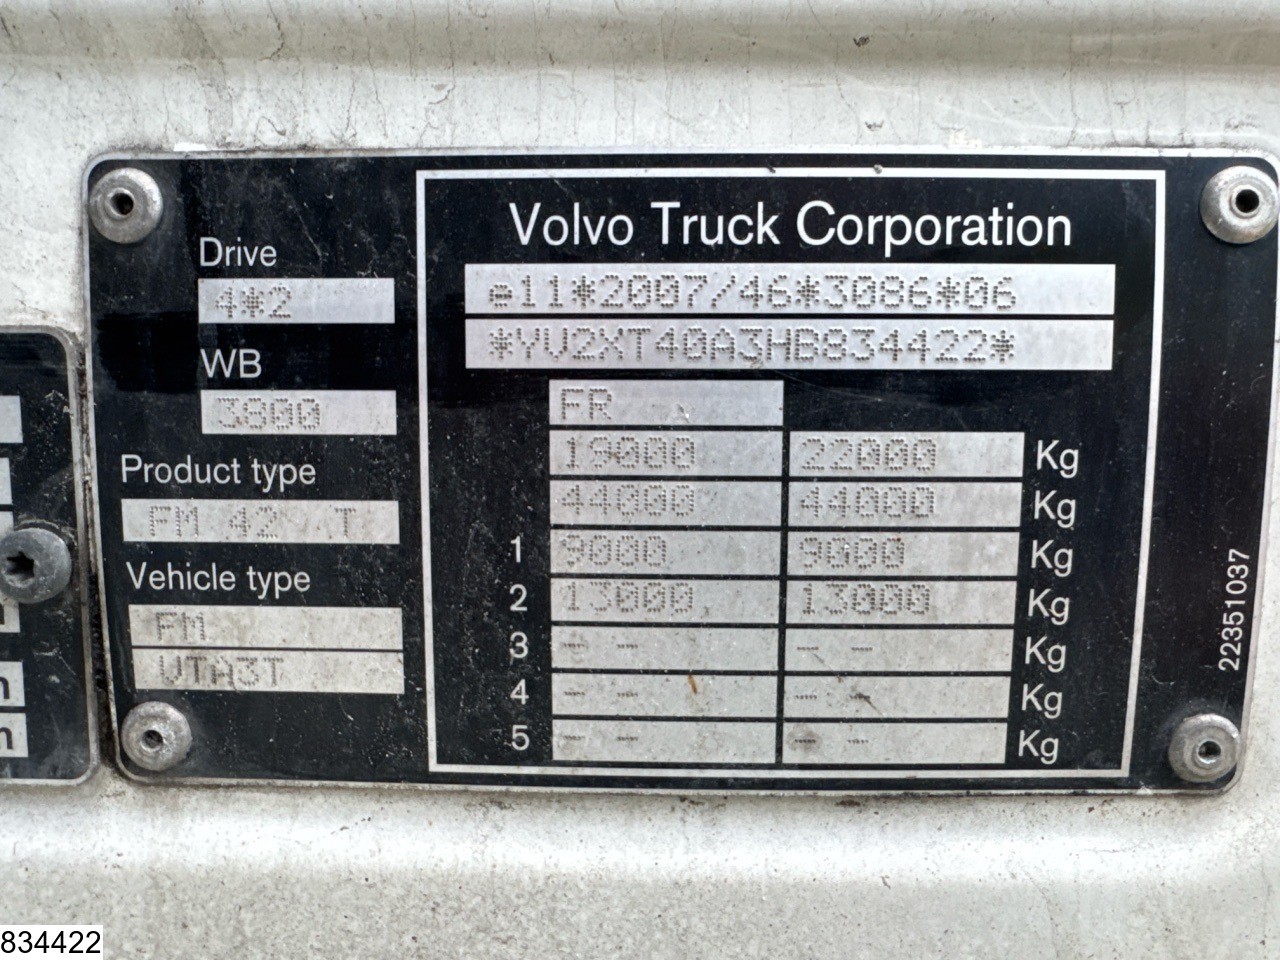 Drive
4*2
WB
3800
Product type
FM 42 T
Vehicle type
FM
VTA3T
Volvo Truck Corporation
e11*2007/46*3086*06
*YV2XT40A3HB834422*
FR
19000 22000 Kg
44000 44000 Kg
1 9000 9000 Kg
2 13000 13000 Kg
3 -- -- -- -- Kg
4 -- -- -- -- Kg
5 -- -- -- -- Kg
22351037
n
n
834422